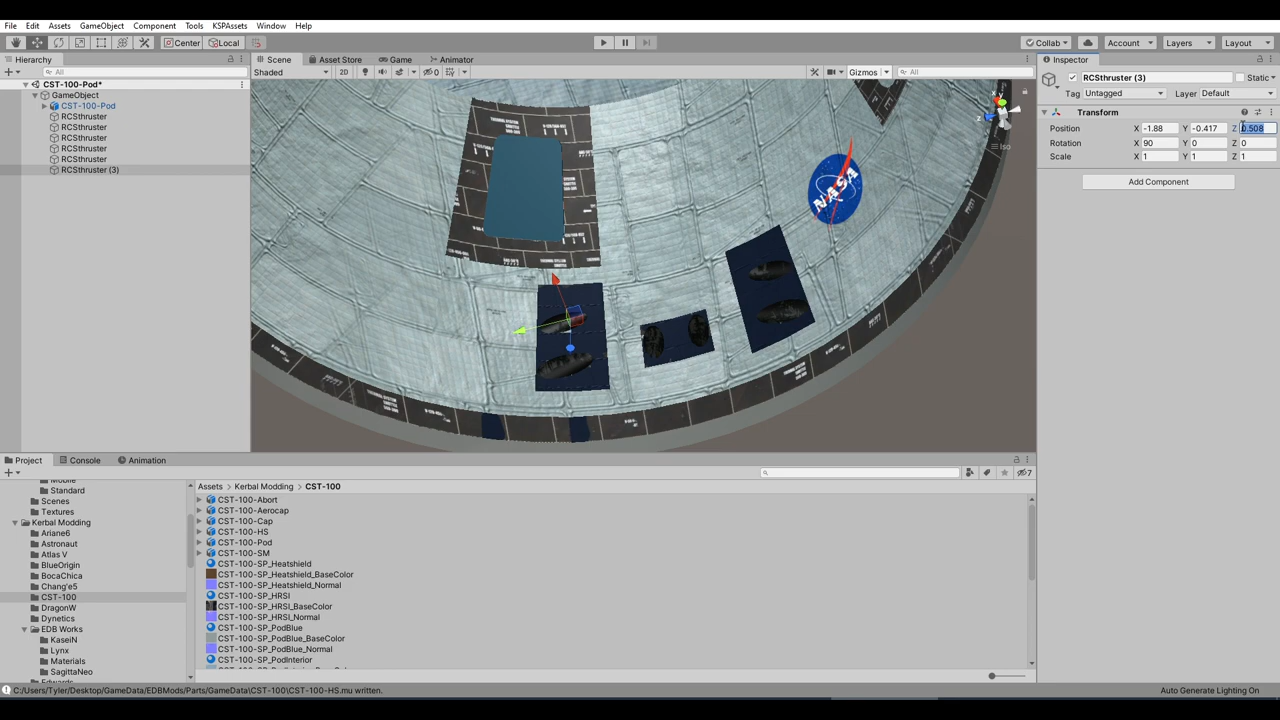 File Edit Assets GameObject Component Tools KSPAssets Window Help
Center Local Collab Account Layers Layout
Hierarchy Scene Asset Store Game Animator Inspector
All Shaded 2D 0 Gizmos All
RCSthruster (3) Static
CST-100-Pod*
Tag Untagged Layer Default
GameObject
CST-100-Pod
Transform
RCSthruster
Position X -1.88 Y -0.417 Z 0.508
RCSthruster
Rotation X 90 Y 0 Z 0
RCSthruster
Scale X 1 Y 1 Z 1
RCSthruster
RCSthruster
RCSthruster (3)
Add Component
x
y
z
Iso
NASA
Project Console Animation
7
Mobile
Standard
Scenes
Textures
Kerbal Modding
Ariane6
Astronaut
Atlas V
BlueOrigin
BocaChica
Chang'e5
CST-100
DragonW
Dynetics
EDB Works
KaseiN
Lynx
Materials
SagittaNeo
Edwards
Assets Kerbal Modding CST-100
CST-100-Abort
CST-100-Aerocap
CST-100-Cap
CST-100-HS
CST-100-Pod
CST-100-SM
CST-100-SP_Heatshield
CST-100-SP_Heatshield_BaseColor
CST-100-SP_Heatshield_Normal
CST-100-SP_HRSI
CST-100-SP_HRSI_BaseColor
CST-100-SP_HRSI_Normal
CST-100-SP_PodBlue
CST-100-SP_PodBlue_BaseColor
CST-100-SP_PodBlue_Normal
CST-100-SP_PodInterior
C:/Users/Tyler/Desktop/GameData/EDBMods/Parts/GameData\CST-100\CST-100-HS.mu written.
Auto Generate Lighting On